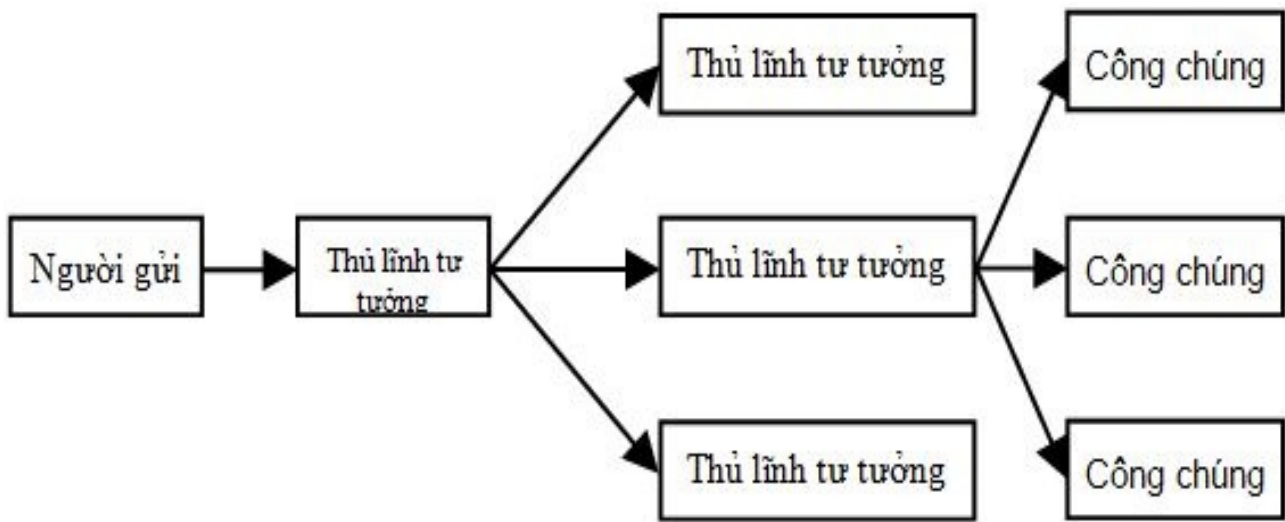 Thủ lĩnh tư tưởng
Công chúng
Người gửi
Thủ lĩnh tư
tưởng
Thủ lĩnh tư tưởng
Công chúng
Thủ lĩnh tư tưởng
Công chúng